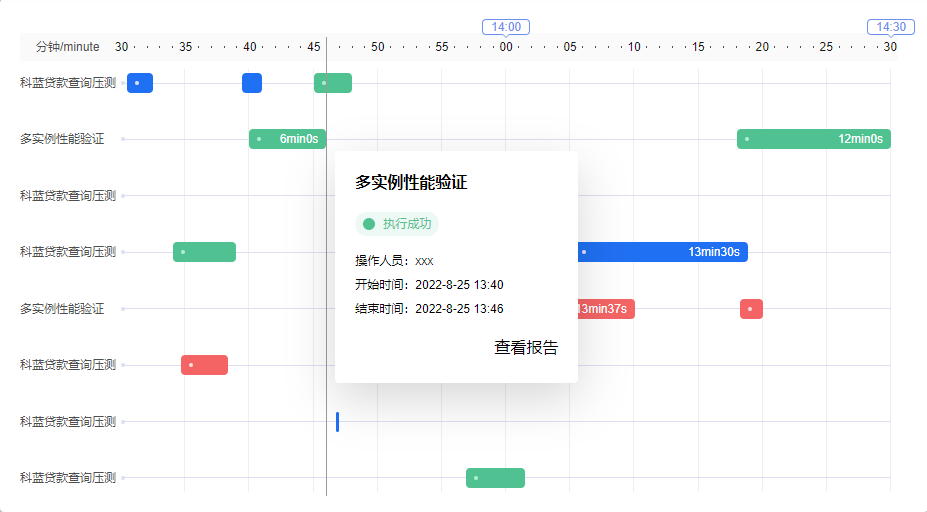 14:00
14:30
分钟/minute 30 35 40 45 50 55 00 05 10 15 20 25 30
科蓝贷款查询压测
多实例性能验证 6min0s 12min0s
科蓝贷款查询压测
科蓝贷款查询压测 13min30s
多实例性能验证 13min37s
科蓝贷款查询压测
科蓝贷款查询压测
科蓝贷款查询压测
多实例性能验证
执行成功
操作人员：xxx
开始时间：2022-8-25 13:40
结束时间：2022-8-25 13:46
查看报告